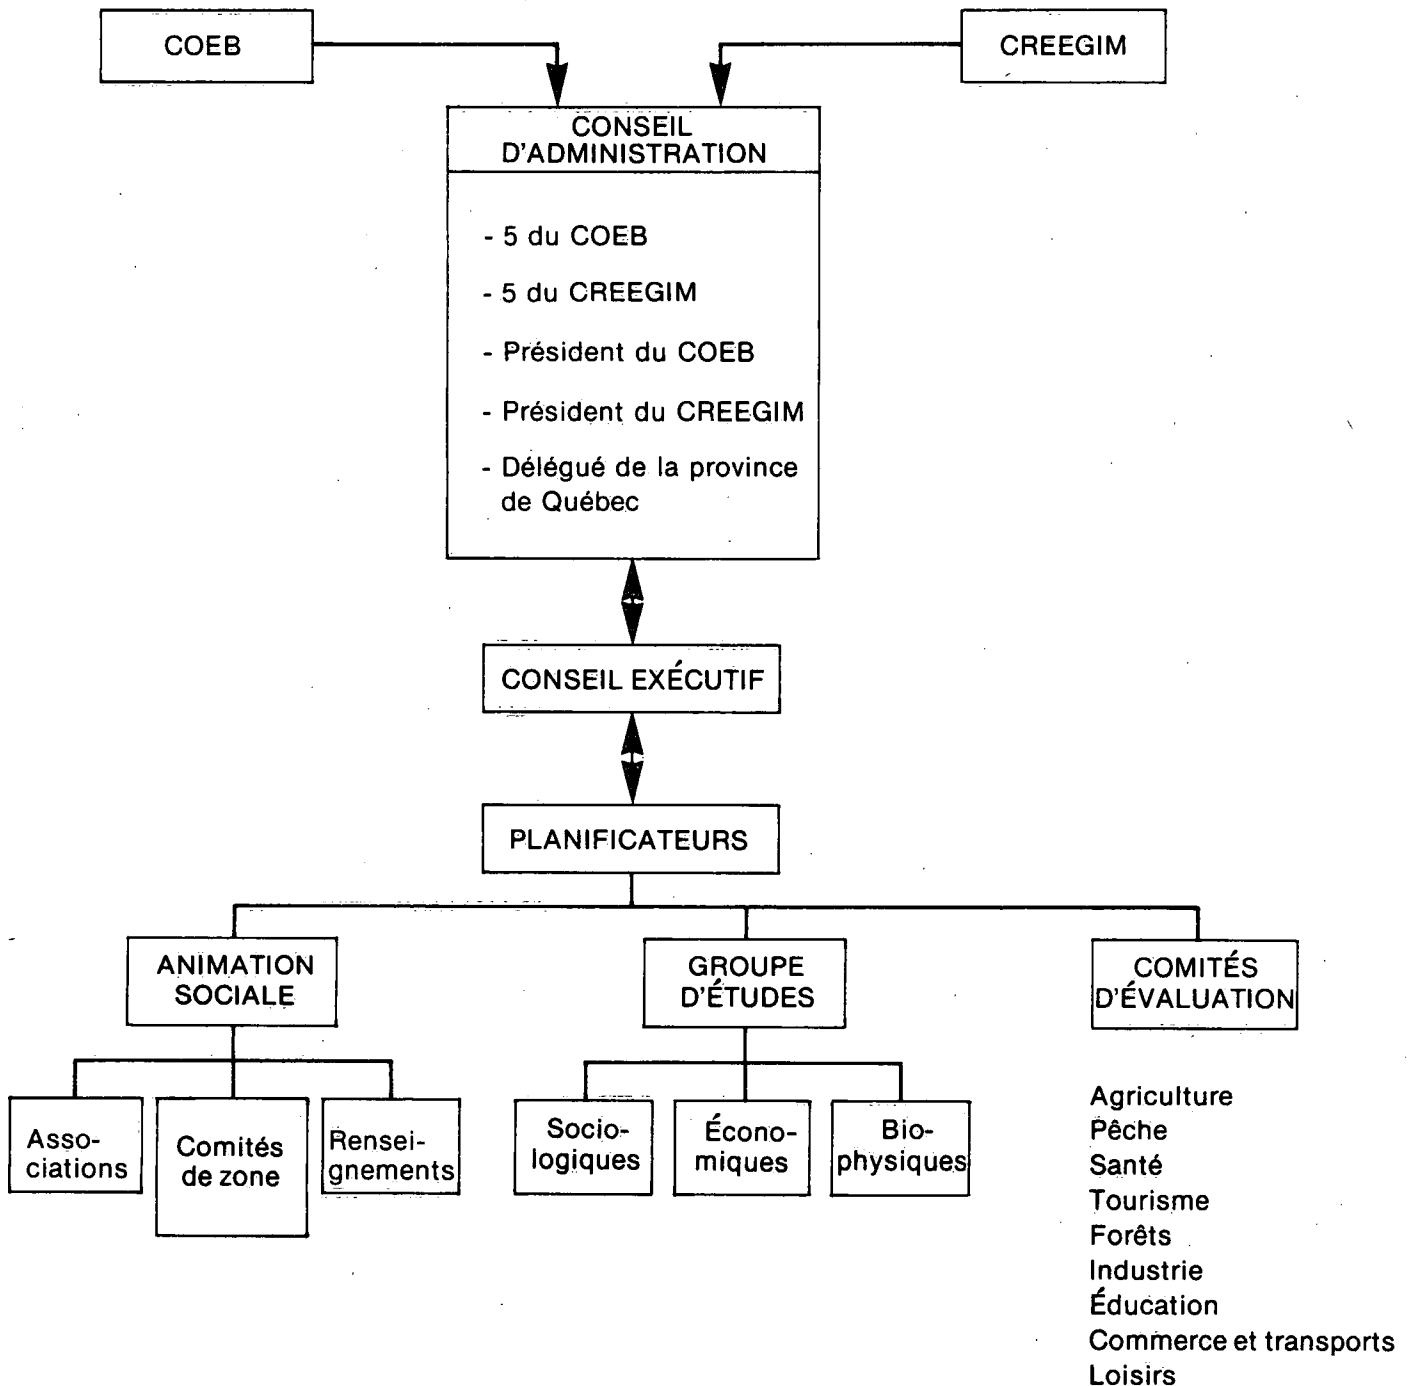 COEB
CREEGIM
CONSEIL
D'ADMINISTRATION
- 5 du COEB
- 5 du CREEGIM
- Président du COEB
- Président du CREEGIM
- Délégué de la province
de Québec
CONSEIL EXÉCUTIF
PLANIFICATEURS
ANIMATION
SOCIALE
GROUPE
D'ÉTUDES
COMITÉS
D'ÉVALUATION
Asso-
ciations
Comités
de zone
Rensei-
gnements
Socio-
logiques
Écono-
miques
Bio-
physiques
Agriculture
Pêche
Santé
Tourisme
Forêts
Industrie
Éducation
Commerce et transports
Loisirs